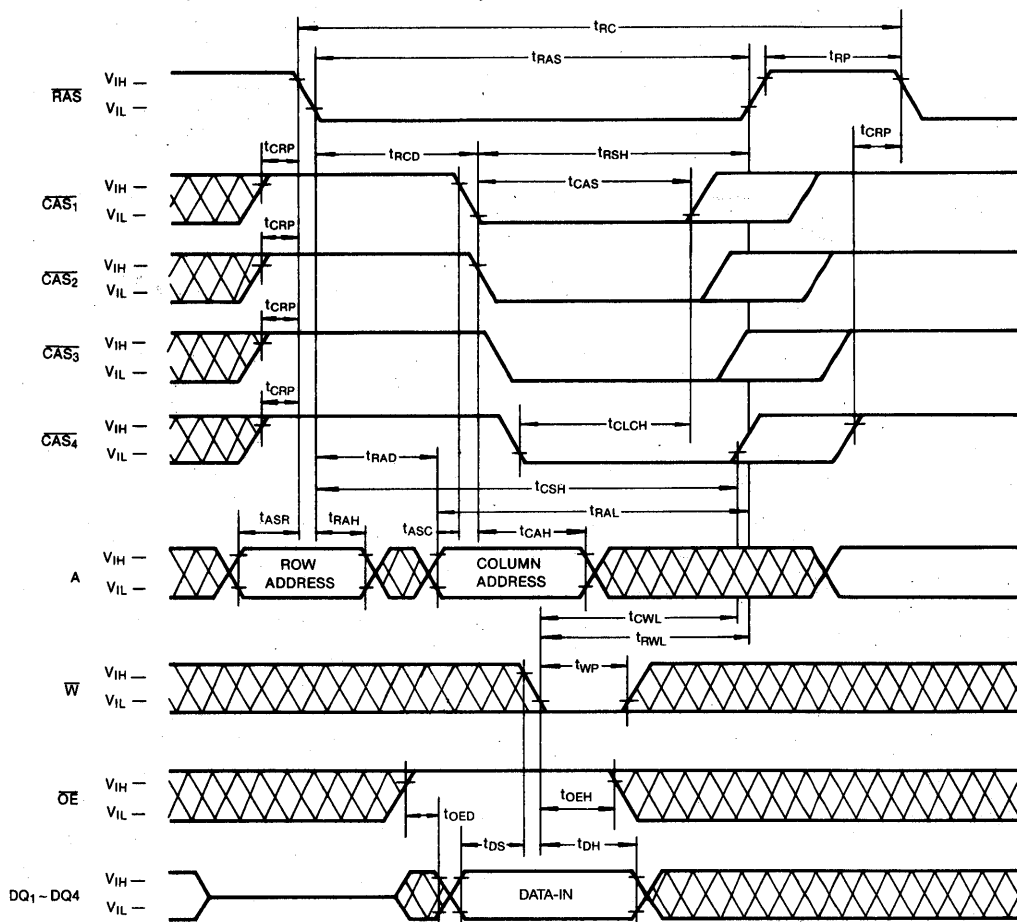 tRC
tRAS
tRP
RAS
VIH
VIL
tCRP
tRCD
tRSH
tCRP
CAS1
VIH
VIL
tCAS
tCRP
CAS2
VIH
VIL
tCRP
CAS3
VIH
VIL
tCRP
CAS4
VIH
VIL
tCLCH
tRAD
tCSH
tRAL
tASR
tRAH
tASC
tCAH
A
VIH
VIL
ROW
ADDRESS
COLUMN
ADDRESS
tCWL
tRWL
W
VIH
VIL
tWP
OE
VIH
VIL
tOEH
tOED
tDS
tDH
DQ1 ~ DQ4
VIH
VIL
DATA-IN